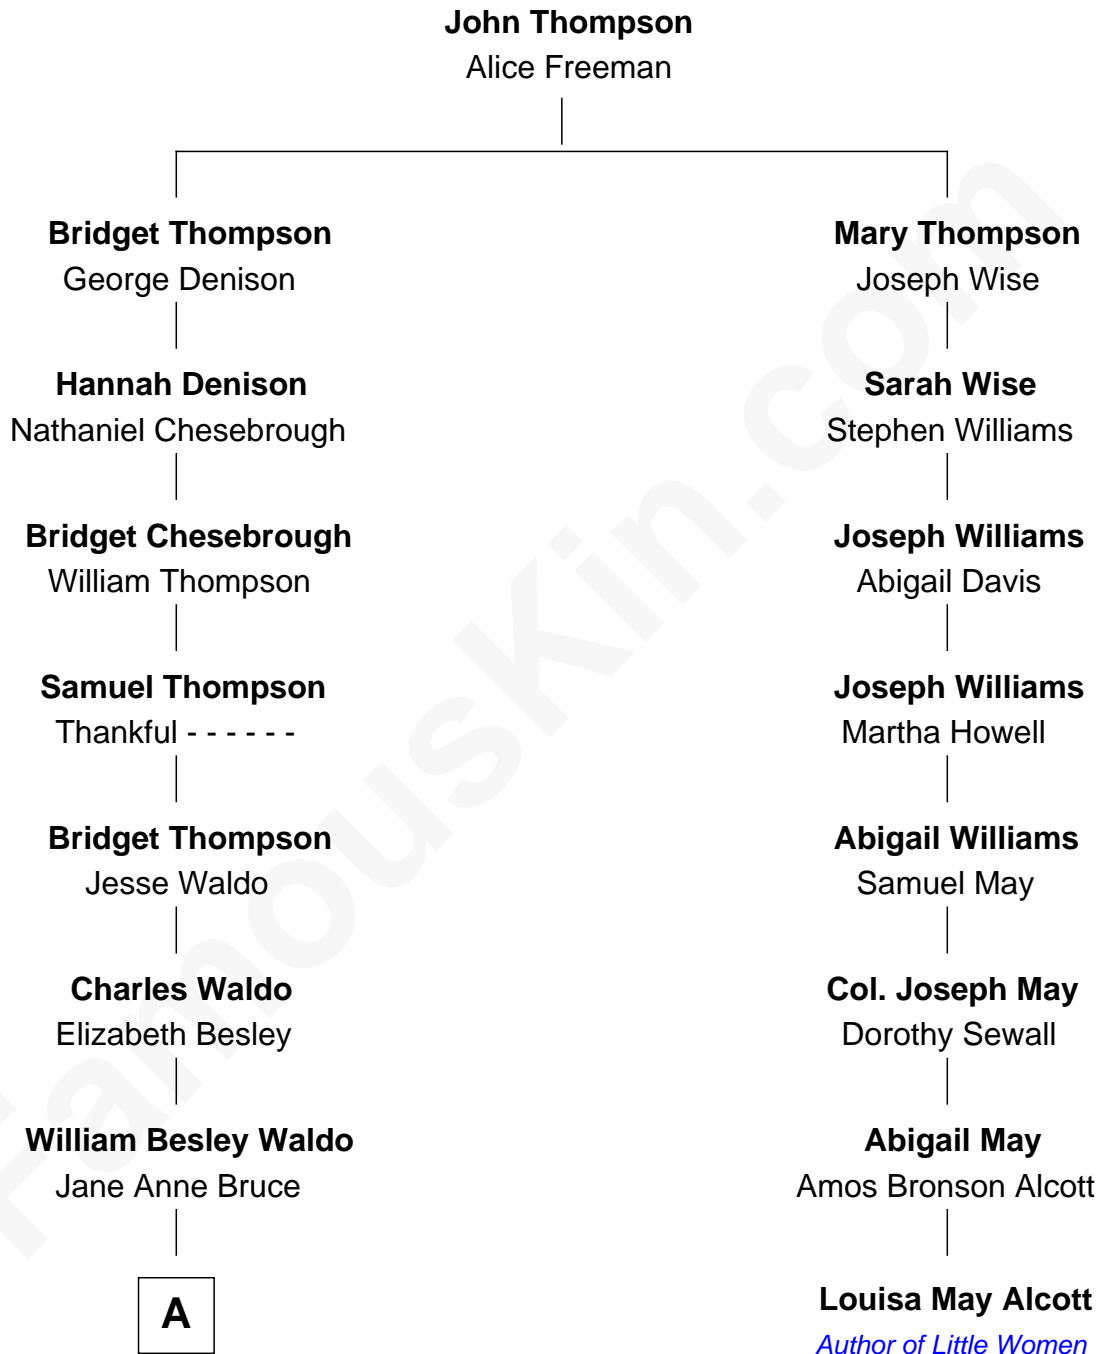 John Thompson
Alice Freeman
Bridget Thompson
George Denison
Hannah Denison
Nathaniel Chesebrough
Bridget Chesebrough
William Thompson
Samuel Thompson
Thankful - - - - - -
Bridget Thompson
Jesse Waldo
Charles Waldo
Elizabeth Besley
William Besley Waldo
Jane Anne Bruce
A
Mary Thompson
Joseph Wise
Sarah Wise
Stephen Williams
Joseph Williams
Abigail Davis
Joseph Williams
Martha Howell
Abigail Williams
Samuel May
Col. Joseph May
Dorothy Sewall
Abigail May
Amos Bronson Alcott
Louisa May Alcott
Author of Little Women
FamousKin.com